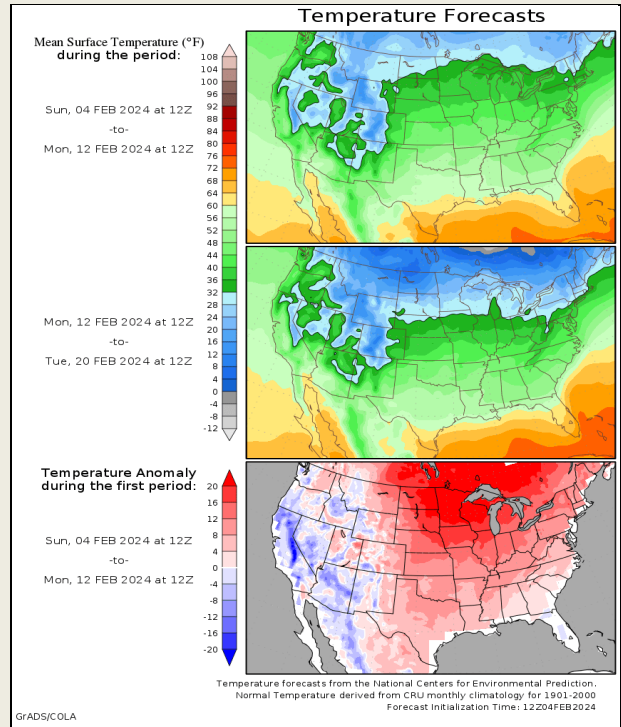 Temperature Forecasts
Mean Surface Temperature (°F)
during the period:
108
104
100
96
92
88
84
80
76
72
68
64
60
56
52
48
44
40
36
32
28
24
20
16
12
8
4
0
-4
-8
-12
Sun, 04 FEB 2024 at 12Z
-to-
Mon, 12 FEB 2024 at 12Z
Mon, 12 FEB 2024 at 12Z
-to-
Tue, 20 FEB 2024 at 12Z
Temperature Anomaly
during the first period:
20
16
12
8
4
0
-4
-8
-12
-16
-20
Sun, 04 FEB 2024 at 12Z
-to-
Mon, 12 FEB 2024 at 12Z
Temperature forecasts from the National Centers for Environmental Prediction.
Normal Temperature derived from CRU monthly climatology for 1901-2000
Forecast Initialization Time: 12Z04FEB2024
GrADS/COLA